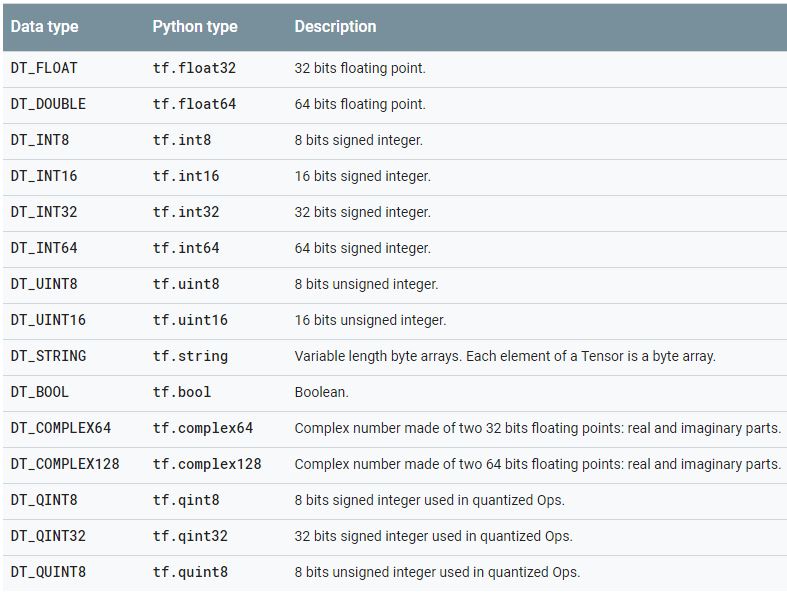 Data type Python type Description
DT_FLOAT tf.float32 32 bits floating point.
DT_DOUBLE tf.float64 64 bits floating point.
DT_INT8 tf.int8 8 bits signed integer.
DT_INT16 tf.int16 16 bits signed integer.
DT_INT32 tf.int32 32 bits signed integer.
DT_INT64 tf.int64 64 bits signed integer.
DT_UINT8 tf.uint8 8 bits unsigned integer.
DT_UINT16 tf.uint16 16 bits unsigned integer.
DT_STRING tf.string Variable length byte arrays. Each element of a Tensor is a byte array.
DT_BOOL tf.bool Boolean.
DT_COMPLEX64 tf.complex64 Complex number made of two 32 bits floating points: real and imaginary parts.
DT_COMPLEX128 tf.complex128 Complex number made of two 64 bits floating points: real and imaginary parts.
DT_QINT8 tf.qint8 8 bits signed integer used in quantized Ops.
DT_QINT32 tf.qint32 32 bits signed integer used in quantized Ops.
DT_QUINT8 tf.quint8 8 bits unsigned integer used in quantized Ops.